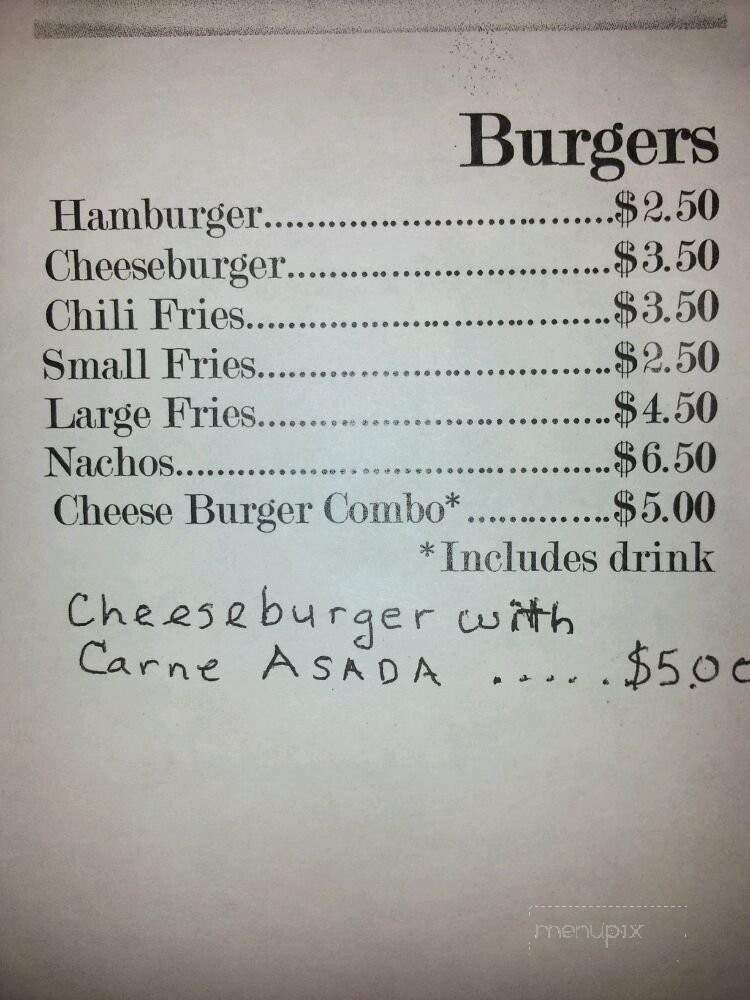 Burgers
Hamburger..................................$2.50
Cheeseburger...............................$3.50
Chili Fries...................................$3.50
Small Fries..................................$2.50
Large Fries..................................$4.50
Nachos.........................................$6.50
Cheese Burger Combo*..............$5.00
*Includes drink
Cheeseburger with
Carne ASADA .....$5.00
menupix